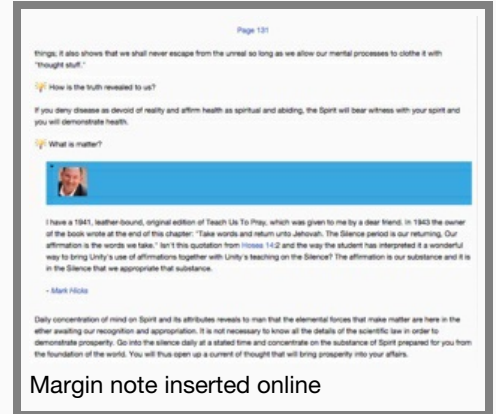 Page 131
things; it also shows that we shall never escape from the unreal so long as we allow our mental processes to clothe it with
"thought stuff."
How is the truth revealed to us?
If you deny disease as devoid of reality and affirm health as spiritual and abiding, the Spirit will bear witness with your spirit and
you will demonstrate health.
What is matter?
I have a 1941, leather-bound, original edition of Teach Us To Pray, which was given to me by a dear friend. In 1943 the owner
of the book wrote at the end of this chapter: "Take words and return unto Jehovah. The Silence period is our returning, Our
affirmation is the words we take." Isn't this quotation from Hosea 14:2 and the way the student has interpreted it a wonderful
way to bring Unity's use of affirmations together with Unity's teaching on the Silence? The affirmation is our substance and it is
in the Silence that we appropriate that substance.
- Mark Hicks
Daily concentration of mind on Spirit and its attributes reveals to man that the elemental forces that make matter are here in the
ether awaiting our recognition and appropriation. It is not necessary to know all the details of the scientific law in order to
demonstrate prosperity. Go into the silence daily at a stated time and concentrate on the substance of Spirit prepared for you from
the foundation of the world. You will thus open up a current of thought that will bring prosperity into your affairs.
Margin note inserted online